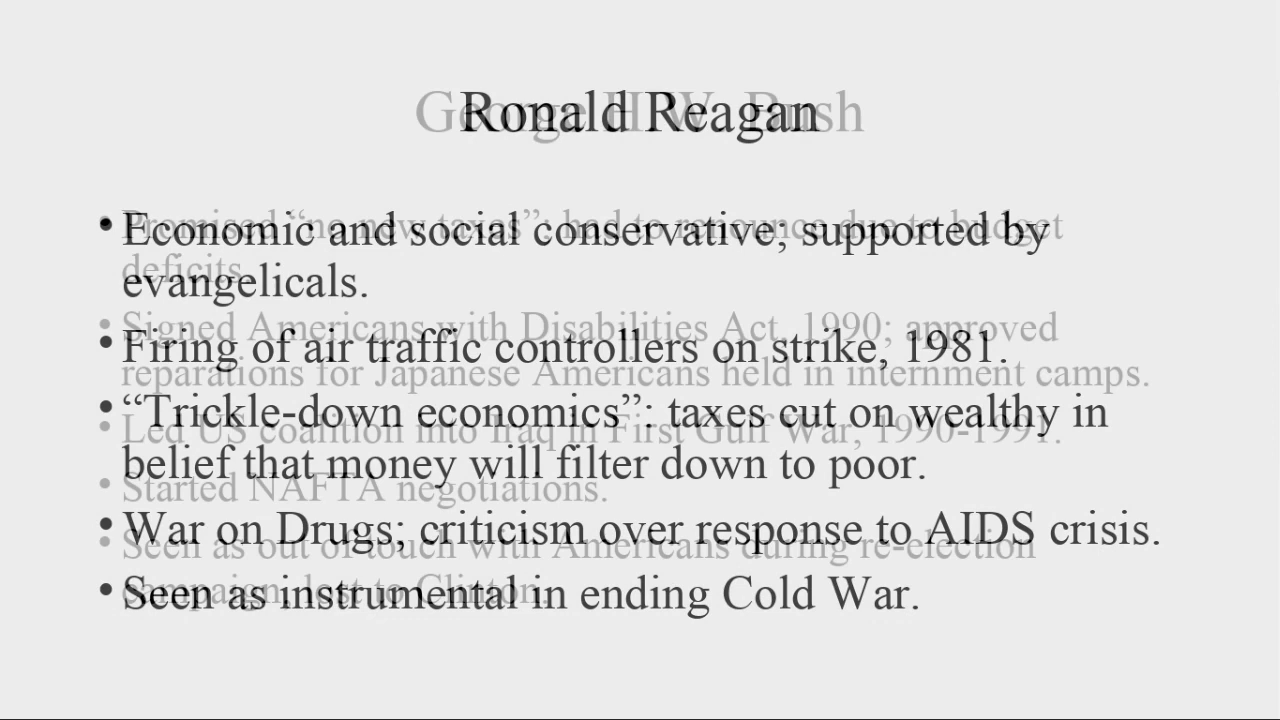 Ronald Reagan
• Economic and social conservative; supported by
evangelicals.
• Firing of air traffic controllers on strike, 1981.
• “Trickle-down economics”: taxes cut on wealthy in
belief that money will filter down to poor.
• War on Drugs; criticism over response to AIDS crisis.
• Seen as instrumental in ending Cold War.
George H.W. Bush
• Promised “no new taxes”: had to renounce due to budget
deficits.
• Signed Americans with Disabilities Act, 1990; approved
reparations for Japanese Americans held in internment camps.
• Led US coalition into Iraq in First Gulf War, 1990-1991.
• Started NAFTA negotiations.
• Seen as out of touch with Americans during re-election
campaign, lost to Clinton.